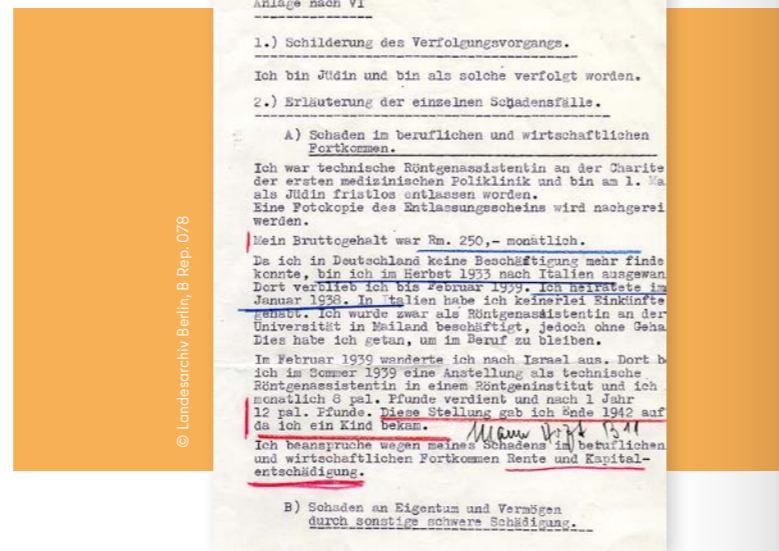 Anlage nach VI
1.) Schilderung des Verfolgungsvorgangs.
Ich bin Jüdin und bin als solche verfolgt worden.
2.) Erläuterung der einzelnen Schadensfälle.
A) Schaden im beruflichen und wirtschaftlichen
Fortkommen.
Ich war technische Röntgenassistentin an der Charite
der ersten medizinischen Poliklinik und bin am 1. Ma
als Jüdin fristlos entlassen worden.
Eine Fotokopie des Entlassungsscheins wird nachgerei
werden.
Mein Bruttogehalt war Rm. 250,- monatlich.
Da ich in Deutschland keine Beschäftigung mehr finde
konnte, bin ich im Herbst 1933 nach Italien ausgewan
Dort verblieb ich bis Februar 1939. Ich heiratete im
Januar 1938. In Italien habe ich keinerlei Einkünfte
gehabt. Ich wurde zwar als Röntgenassistentin an der
Universität in Mailand beschäftigt, jedoch ohne Geha
Dies habe ich getan, um im Beruf zu bleiben.
Im Februar 1939 wanderte ich nach Israel aus. Dort b
ich im Sommer 1939 eine Anstellung als technische
Röntgenassistentin in einem Röntgeninstitut und ich
monatlich 8 pal. Pfunde verdient und nach 1 Jahr
12 pal. Pfunde. Diese Stellung gab ich Ende 1942 auf
da ich ein Kind bekam.
Ich beanspruche wegen meines Schadens im beruflichen
und wirtschaftlichen Fortkommen Rente und Kapital-
entschädigung.
B) Schaden an Eigentum und Vermögen
durch sonstige schwere Schädigung.
© Landesarchiv Berlin, B Rep. 078